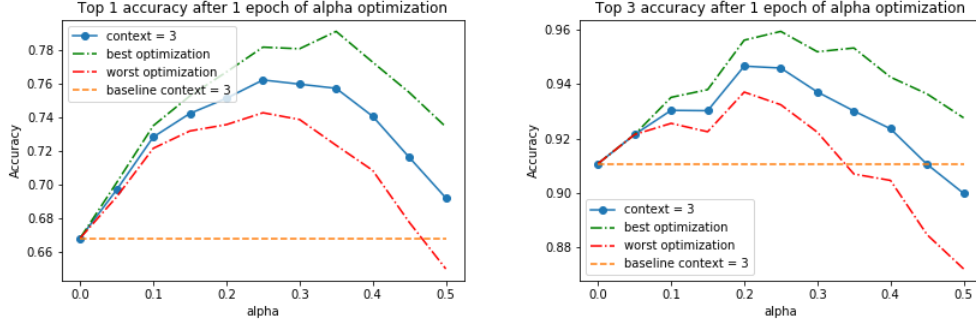 Top 1 accuracy after 1 epoch of alpha optimization
0.78
0.76
0.74
0.72
0.70
0.68
0.66
Accuracy
context = 3
best optimization
worst optimization
baseline context = 3
0.0 0.1 0.2 0.3 0.4 0.5
alpha
Top 3 accuracy after 1 epoch of alpha optimization
0.96
0.94
0.92
0.90
0.88
Accuracy
context = 3
best optimization
worst optimization
baseline context = 3
0.0 0.1 0.2 0.3 0.4 0.5
alpha